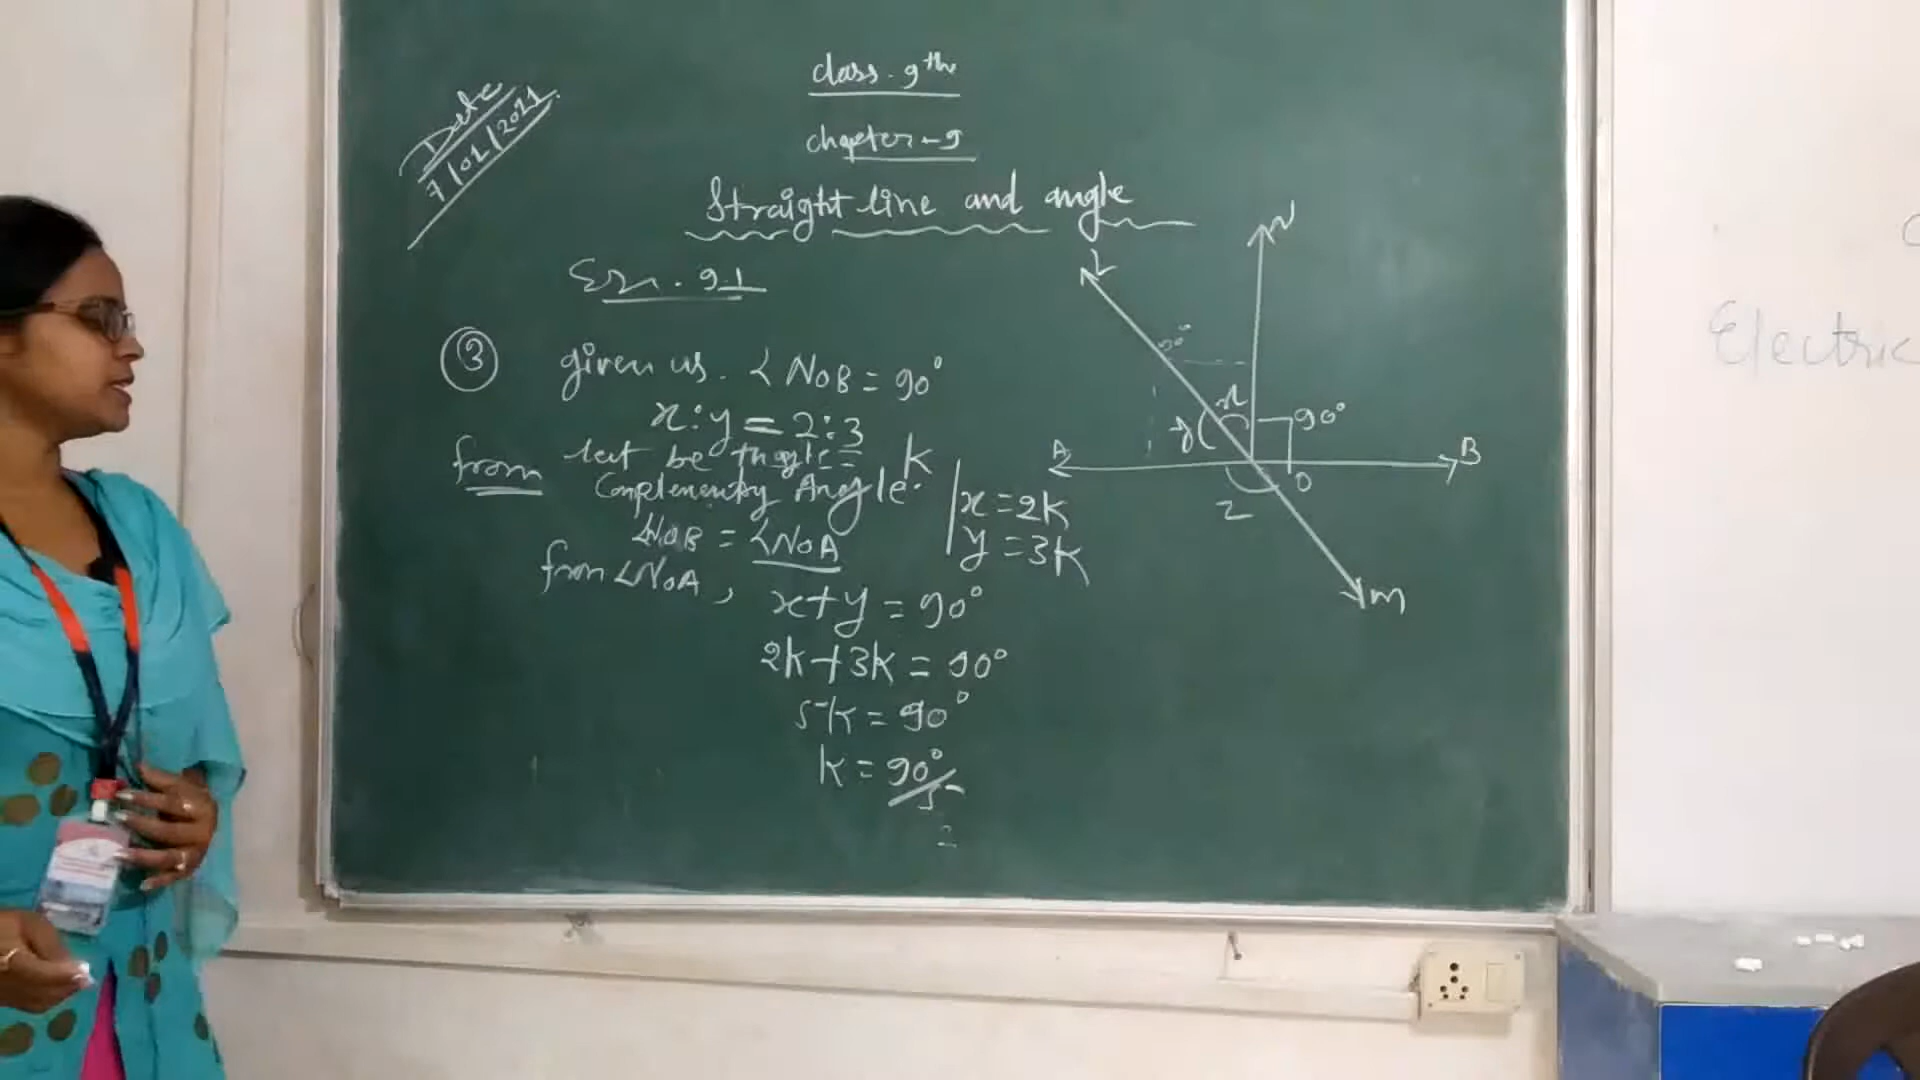 Date
7/01/2021
class. 9th
chapter-9
Straight line and angle
Ex. 9.1
③ given us. ∠NOB = 90°
x:y = 2:3
let be Angle = k
from Complementry Angle.
∠NOB = ∠NOA
from ∠NOA,
x+y = 90°
2k+3k = 90°
5k = 90°
k = 90°/5
=
x = 2k
y = 3k
L
N
90°
x
y
90°
A
B
O
Z
M
Electric